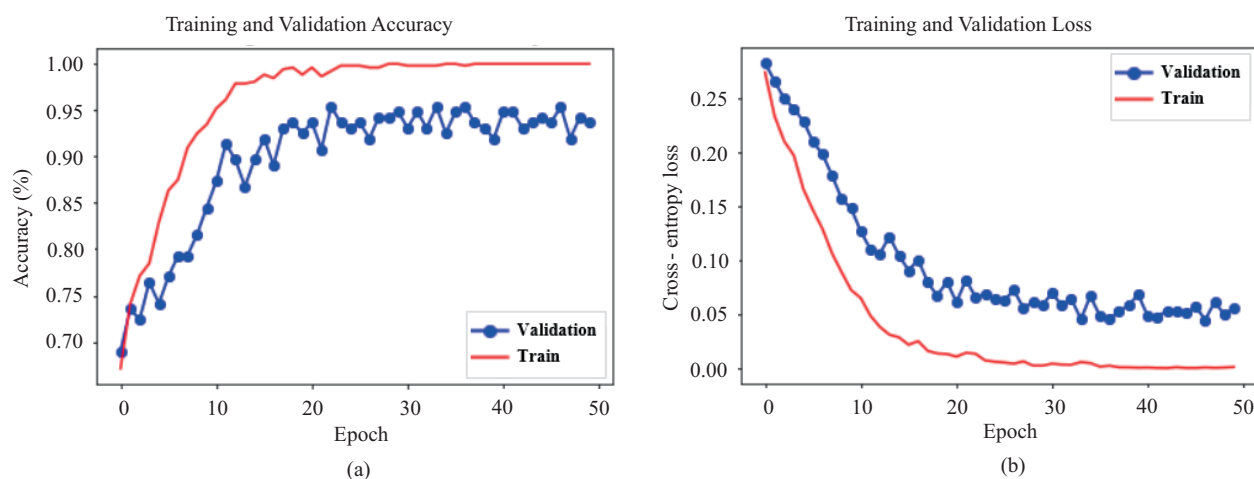 Training and Validation Accuracy
1.00
0.95
0.90
0.85
0.80
0.75
0.70
Accuracy (%)
Validation
Train
0 10 20 30 40 50
Epoch
(a)
Training and Validation Loss
0.25
0.20
0.15
0.10
0.05
0.00
Cross - entropy loss
Validation
Train
0 10 20 30 40 50
Epoch
(b)